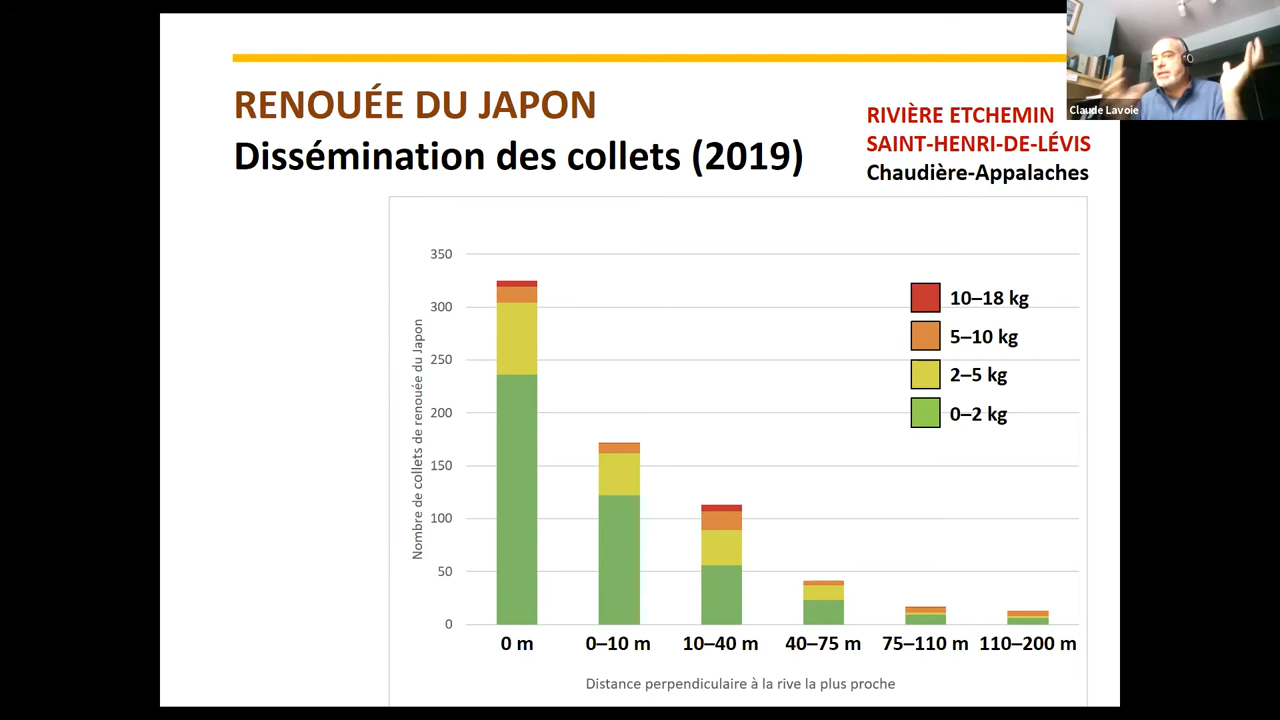 RENOUÉE DU JAPON
Dissémination des collets (2019)
RIVIÈRE ETCHEMIN
SAINT-HENRI-DE-LÉVIS
Chaudière-Appalaches
Claude Lavoie
Nombre de collets de renouée du Japon
350
300
250
200
150
100
50
0
10–18 kg
5–10 kg
2–5 kg
0–2 kg
0 m
0–10 m
10–40 m
40–75 m
75–110 m
110–200 m
Distance perpendiculaire à la rive la plus proche